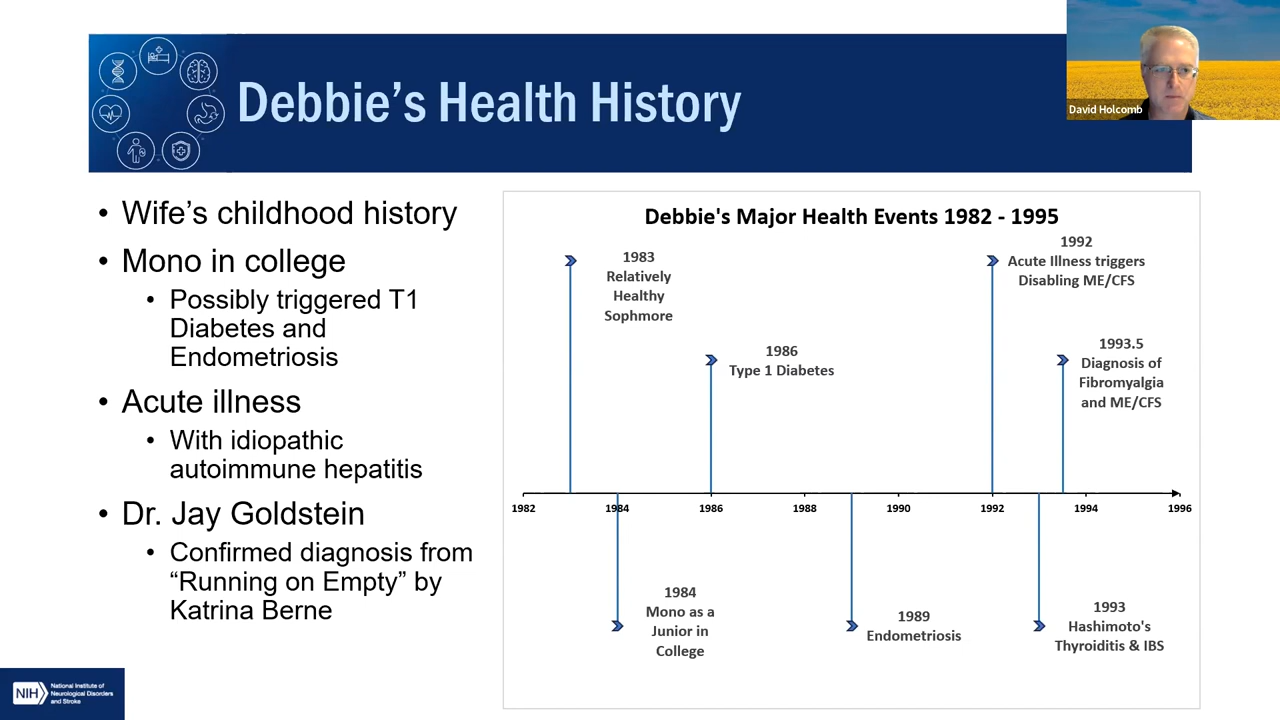 Debbie’s Health History
David Holcomb
• Wife’s childhood history
• Mono in college
• Possibly triggered T1
Diabetes and
Endometriosis
• Acute illness
• With idiopathic
autoimmune hepatitis
• Dr. Jay Goldstein
• Confirmed diagnosis from
“Running on Empty” by
Katrina Berne
Debbie's Major Health Events 1982 - 1995
1983
Relatively
Healthy
Sophmore
1986
Type 1 Diabetes
1992
Acute Illness triggers
Disabling ME/CFS
1993.5
Diagnosis of
Fibromyalgia
and ME/CFS
1982 1984 1986 1988 1990 1992 1994 1996
1984
Mono as a
Junior in
College
1989
Endometriosis
1993
Hashimoto's
Thyroiditis & IBS
NIH
National Institute of
Neurological Disorders
and Stroke